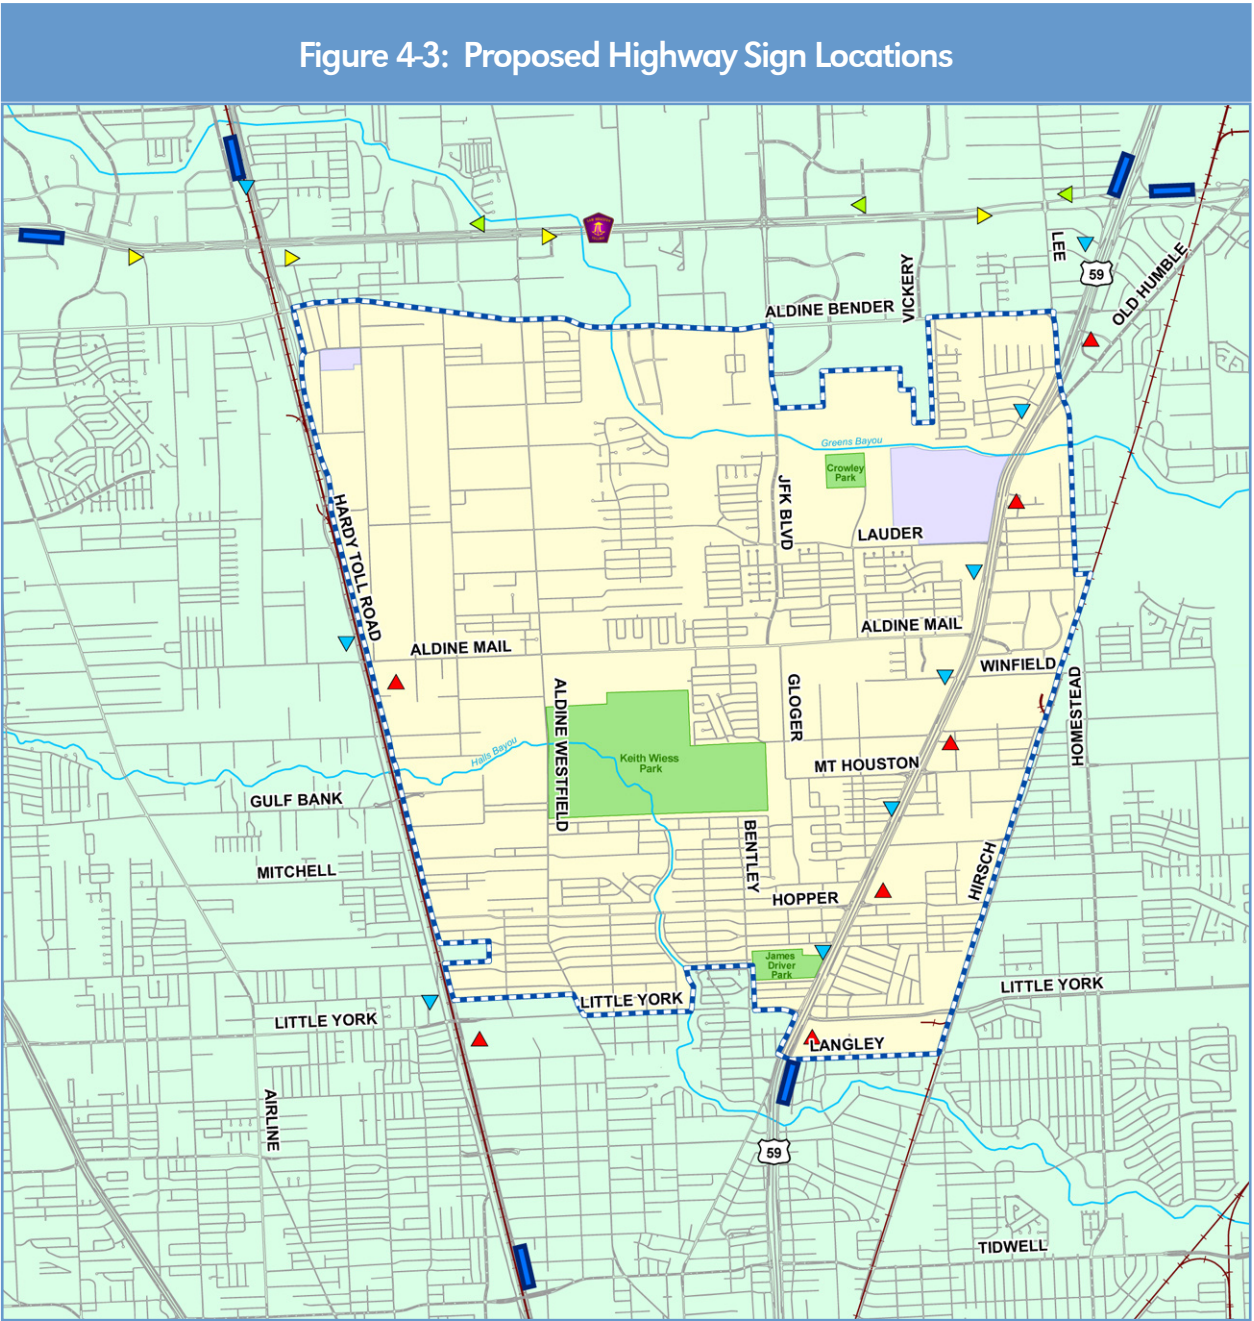 Figure 4-3:  Proposed Highway Sign Locations
LEE
59
OLD HUMBLE
VICKERY
ALDINE BENDER
Greens Bayou
Crowley
Park
JFK BLVD
HARDY TOLL ROAD
LAUDER
ALDINE MAIL
ALDINE MAIL
WINFIELD
HOMESTEAD
GLOGER
ALDINE WESTFIELD
Halls Bayou
Keith Wiess
Park
MT HOUSTON
GULF BANK
BENTLEY
MITCHELL
HIRSCH
HOPPER
James
Driver
Park
LITTLE YORK
LITTLE YORK
LITTLE YORK
LANGLEY
AIRLINE
59
TIDWELL